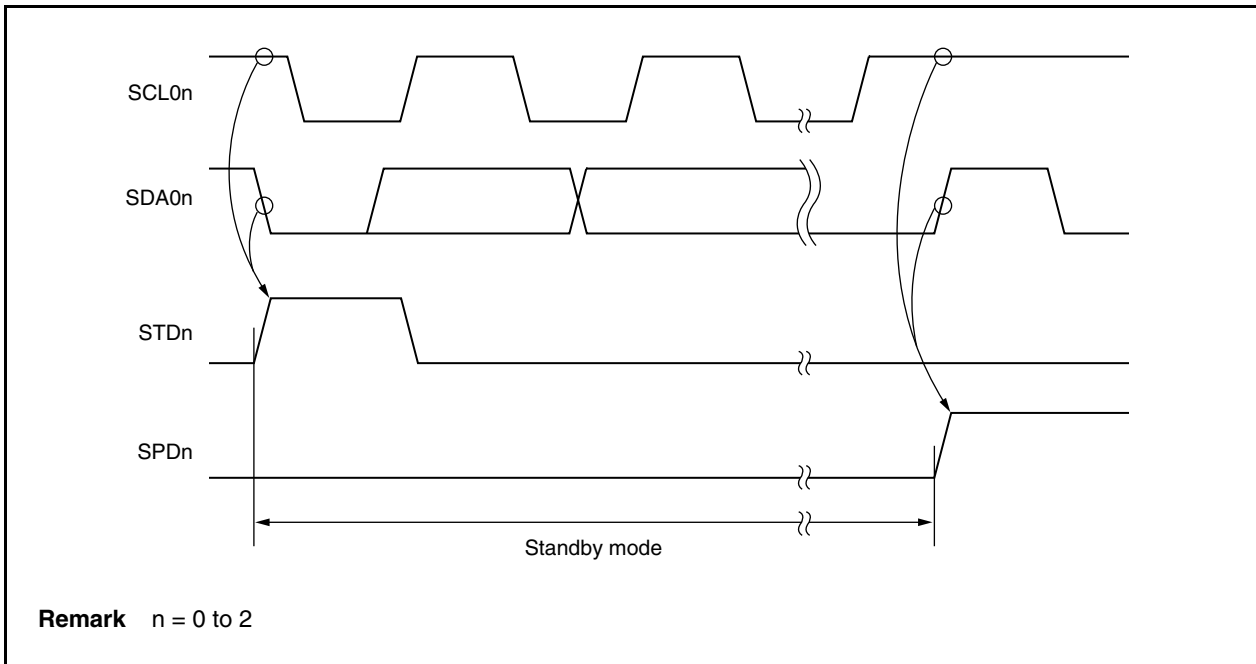 SCL0n
SDA0n
STDn
SPDn
Standby mode
Remark n = 0 to 2